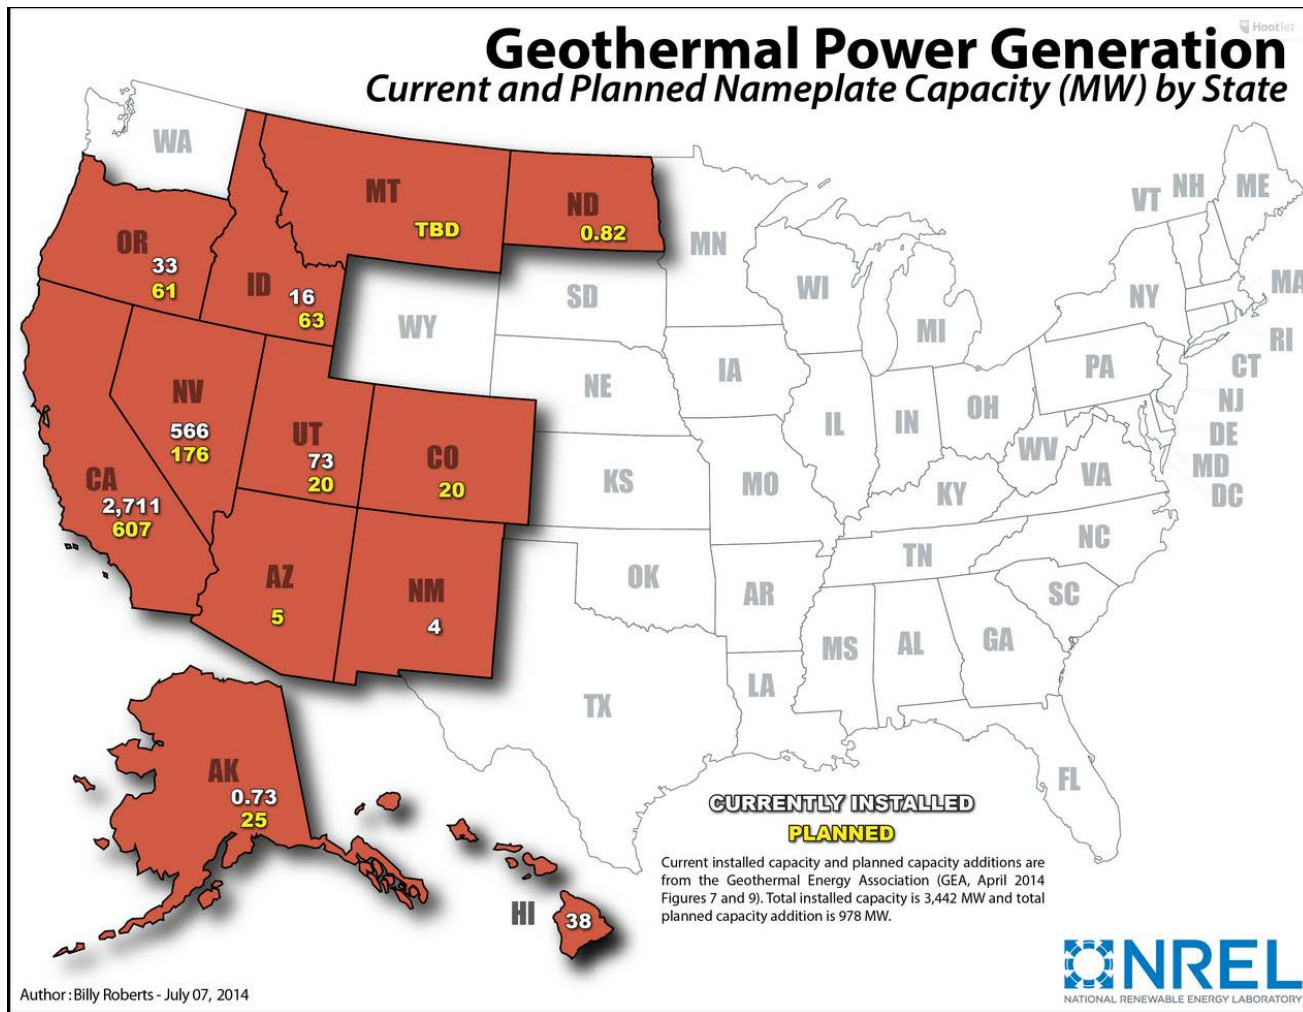 Hootlet
Geothermal Power Generation
Current and Planned Nameplate Capacity (MW) by State
WA
MT
TBD
ND
0.82
OR
33
61
ID
16
63
WY
SD
MN
WI
MI
VT
NH
ME
NY
MA
RI
CT
PA
NJ
DE
MD
DC
NV
566
176
UT
73
20
CO
20
CA
2,711
607
NE
IA
IL
IN
OH
WV
VA
KS
MO
KY
AZ
5
NM
4
OK
AR
TN
NC
SC
MS
AL
GA
LA
TX
FL
AK
0.73
25
HI
38
CURRENTLY INSTALLED
PLANNED
Current installed capacity and planned capacity additions are
from the Geothermal Energy Association (GEA, April 2014
Figures 7 and 9). Total installed capacity is 3,442 MW and total
planned capacity addition is 978 MW.
Author : Billy Roberts - July 07, 2014
NREL
NATIONAL RENEWABLE ENERGY LABORATORY